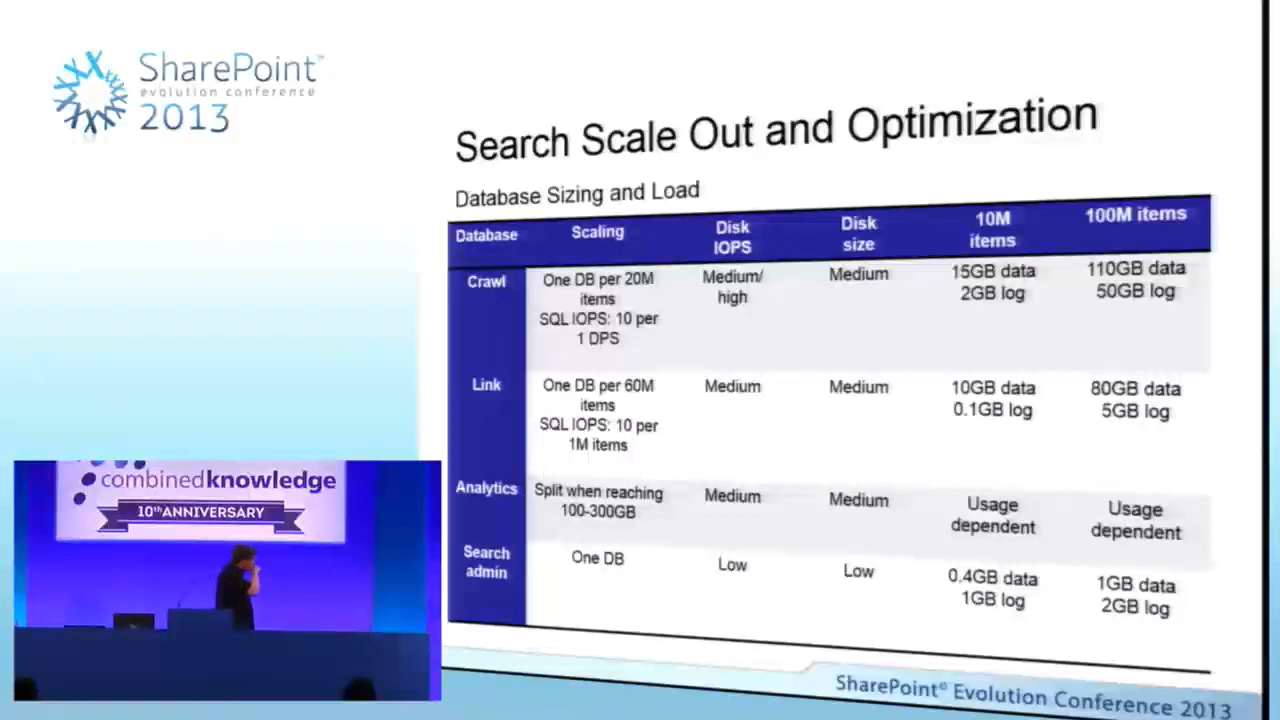 SharePoint™
evolution conference
2013
Search Scale Out and Optimization
Database Sizing and Load
Database Scaling Disk IOPS Disk size 10M items 100M items
Crawl One DB per 20M items SQL IOPS: 10 per 1 DPS Medium/ high Medium 15GB data 2GB log 110GB data 50GB log
Link One DB per 60M items SQL IOPS: 10 per 1M items Medium Medium 10GB data 0.1GB log 80GB data 5GB log
Analytics Split when reaching 100-300GB Medium Medium Usage dependent Usage dependent
Search admin One DB Low Low 0.4GB data 1GB log 1GB data 2GB log
combinedknowledge
10th ANNIVERSARY
SharePoint® Evolution Conference 2013